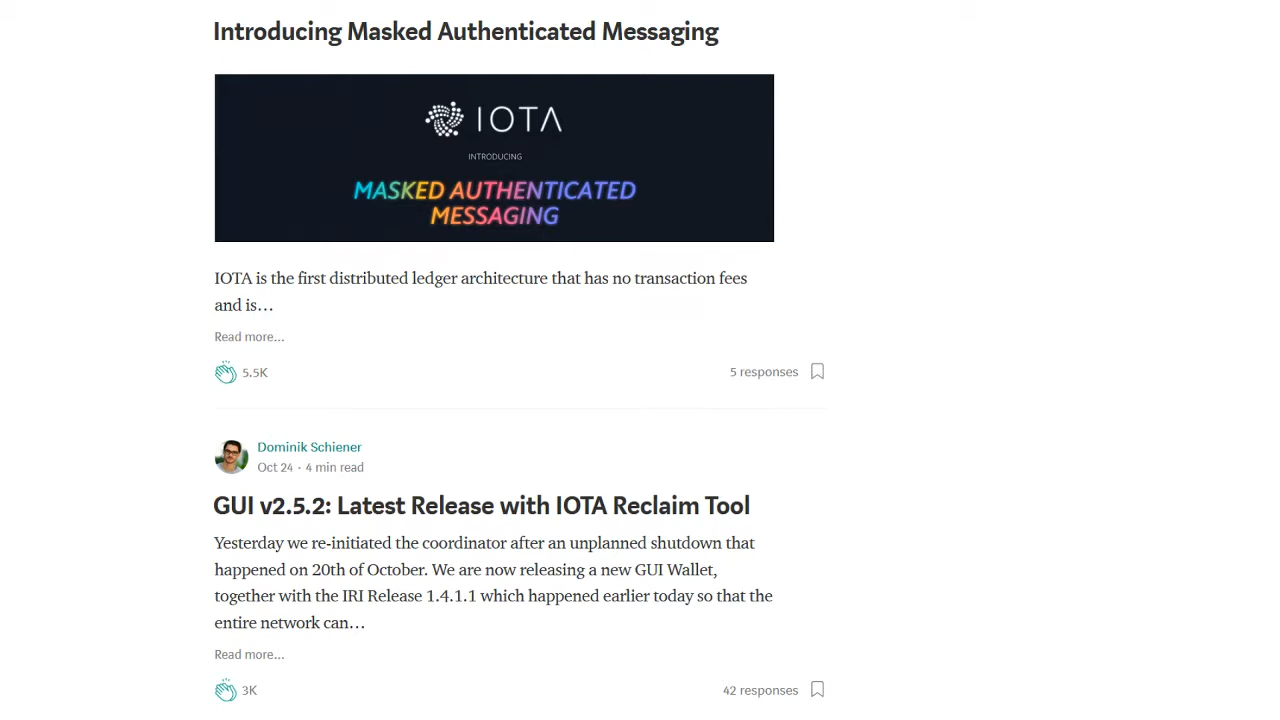 Introducing Masked Authenticated Messaging
IOTA
INTRODUCING
MASKED AUTHENTICATED
MESSAGING
IOTA is the first distributed ledger architecture that has no transaction fees
and is…
Read more…
5.5K
5 responses
Dominik Schiener
Oct 24 · 4 min read
GUI v2.5.2: Latest Release with IOTA Reclaim Tool
Yesterday we re-initiated the coordinator after an unplanned shutdown that
happened on 20th of October. We are now releasing a new GUI Wallet,
together with the IRI Release 1.4.1.1 which happened earlier today so that the
entire network can…
Read more…
3K
42 responses